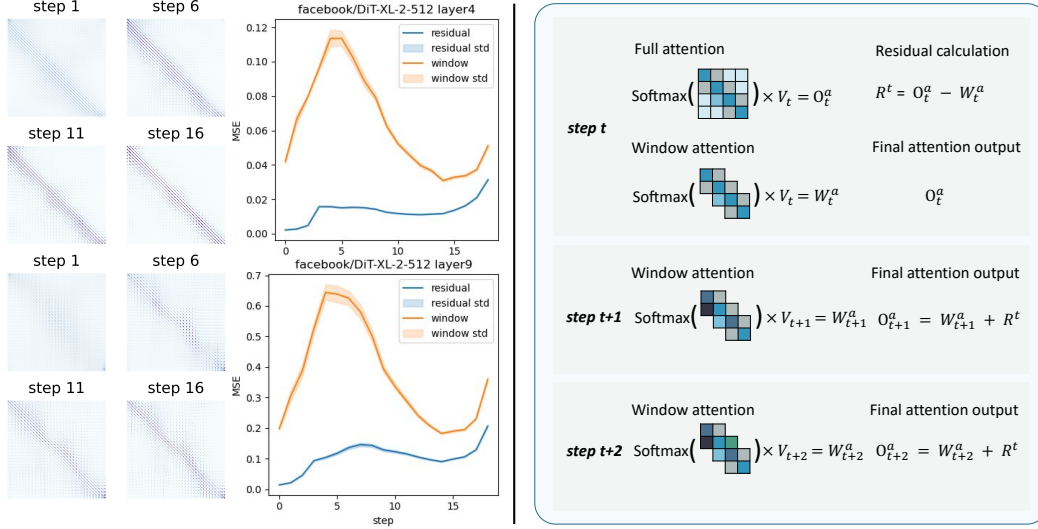 step 1
step 6
step 11
step 16
step 1
step 6
step 11
step 16
facebook/DiT-XL-2-512 layer4
0.12
0.10
0.08
0.06
0.04
0.02
0.00
MSE
residual
residual std
window
window std
0
5
10
15
facebook/DiT-XL-2-512 layer9
0.7
0.6
0.5
0.4
0.3
0.2
0.1
0.0
MSE
residual
residual std
window
window std
0
5
10
15
step
step t
Full attention
Softmax( ) × V_t = O_t^a
Residual calculation
R^t = O_t^a − W_t^a
Window attention
Softmax( ) × V_t = W_t^a
Final attention output
O_t^a
step t+1
Window attention
Softmax( ) × V_{t+1} = W_{t+1}^a
Final attention output
O_{t+1}^a = W_{t+1}^a + R^t
step t+2
Window attention
Softmax( ) × V_{t+2} = W_{t+2}^a
Final attention output
O_{t+2}^a = W_{t+2}^a + R^t